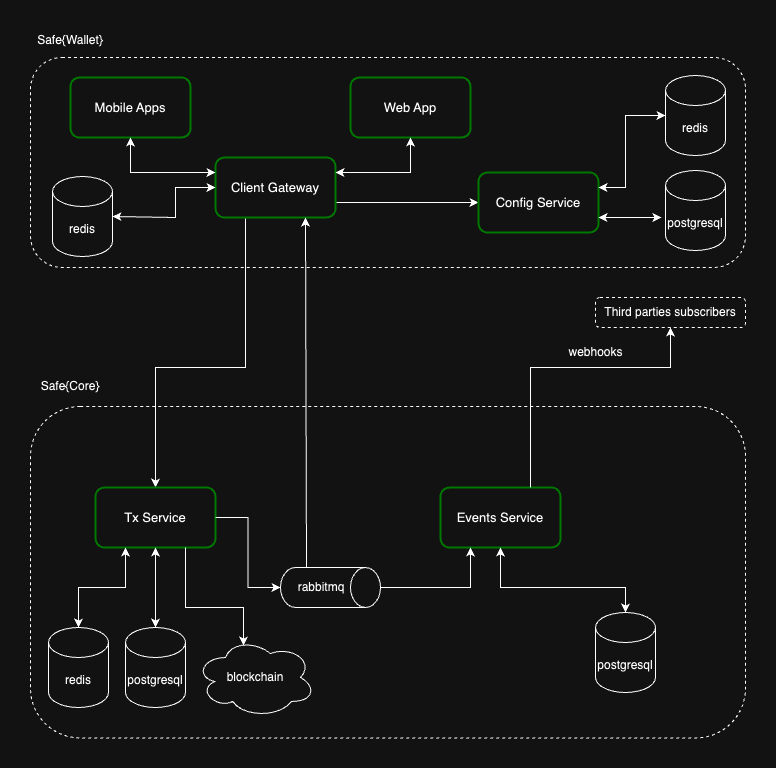 Safe{Wallet}
Mobile Apps
Web App
redis
Client Gateway
Config Service
redis
postgresql
Third parties subscribers
webhooks
Safe{Core}
Tx Service
Events Service
rabbitmq
redis
postgresql
blockchain
postgresql